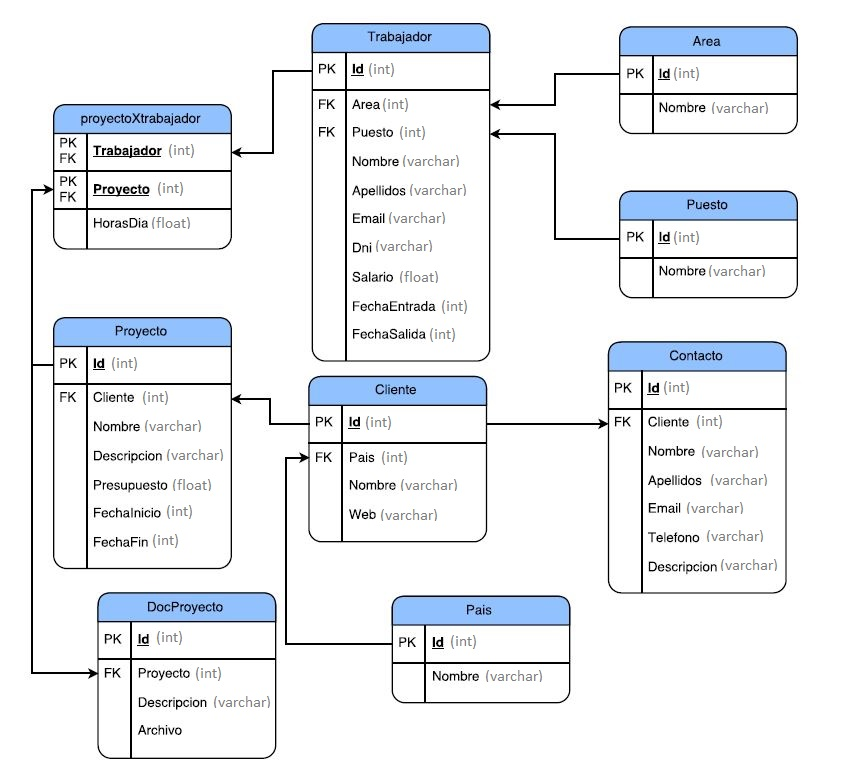 Trabajador
PK Id (int)
FK Area (int)
FK Puesto (int)
Nombre (varchar)
Apellidos (varchar)
Email (varchar)
Dni (varchar)
Salario (float)
FechaEntrada (int)
FechaSalida (int)
Area
PK Id (int)
Nombre (varchar)
proyectoXtrabajador
PK
FK Trabajador (int)
PK
FK Proyecto (int)
HorasDia (float)
Puesto
PK Id (int)
Nombre (varchar)
Proyecto
PK Id (int)
FK Cliente (int)
Nombre (varchar)
Descripcion (varchar)
Presupuesto (float)
FechaInicio (int)
FechaFin (int)
Cliente
PK Id (int)
FK Pais (int)
Nombre (varchar)
Web (varchar)
Contacto
PK Id (int)
FK Cliente (int)
Nombre (varchar)
Apellidos (varchar)
Email (varchar)
Telefono (varchar)
Descripcion (varchar)
DocProyecto
PK Id (int)
FK Proyecto (int)
Descripcion (varchar)
Archivo
Pais
PK Id (int)
Nombre (varchar)